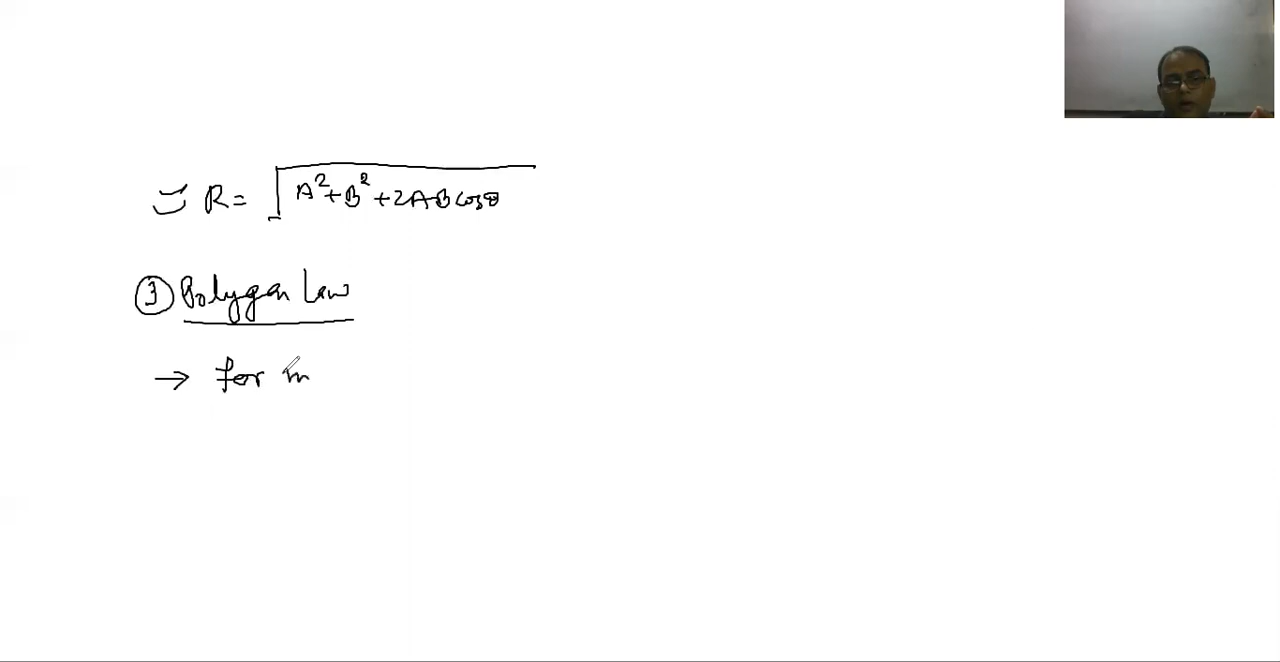 ⇒ R = √(A²+B²+2AB cosθ)
③ Polygon Law
→ for m